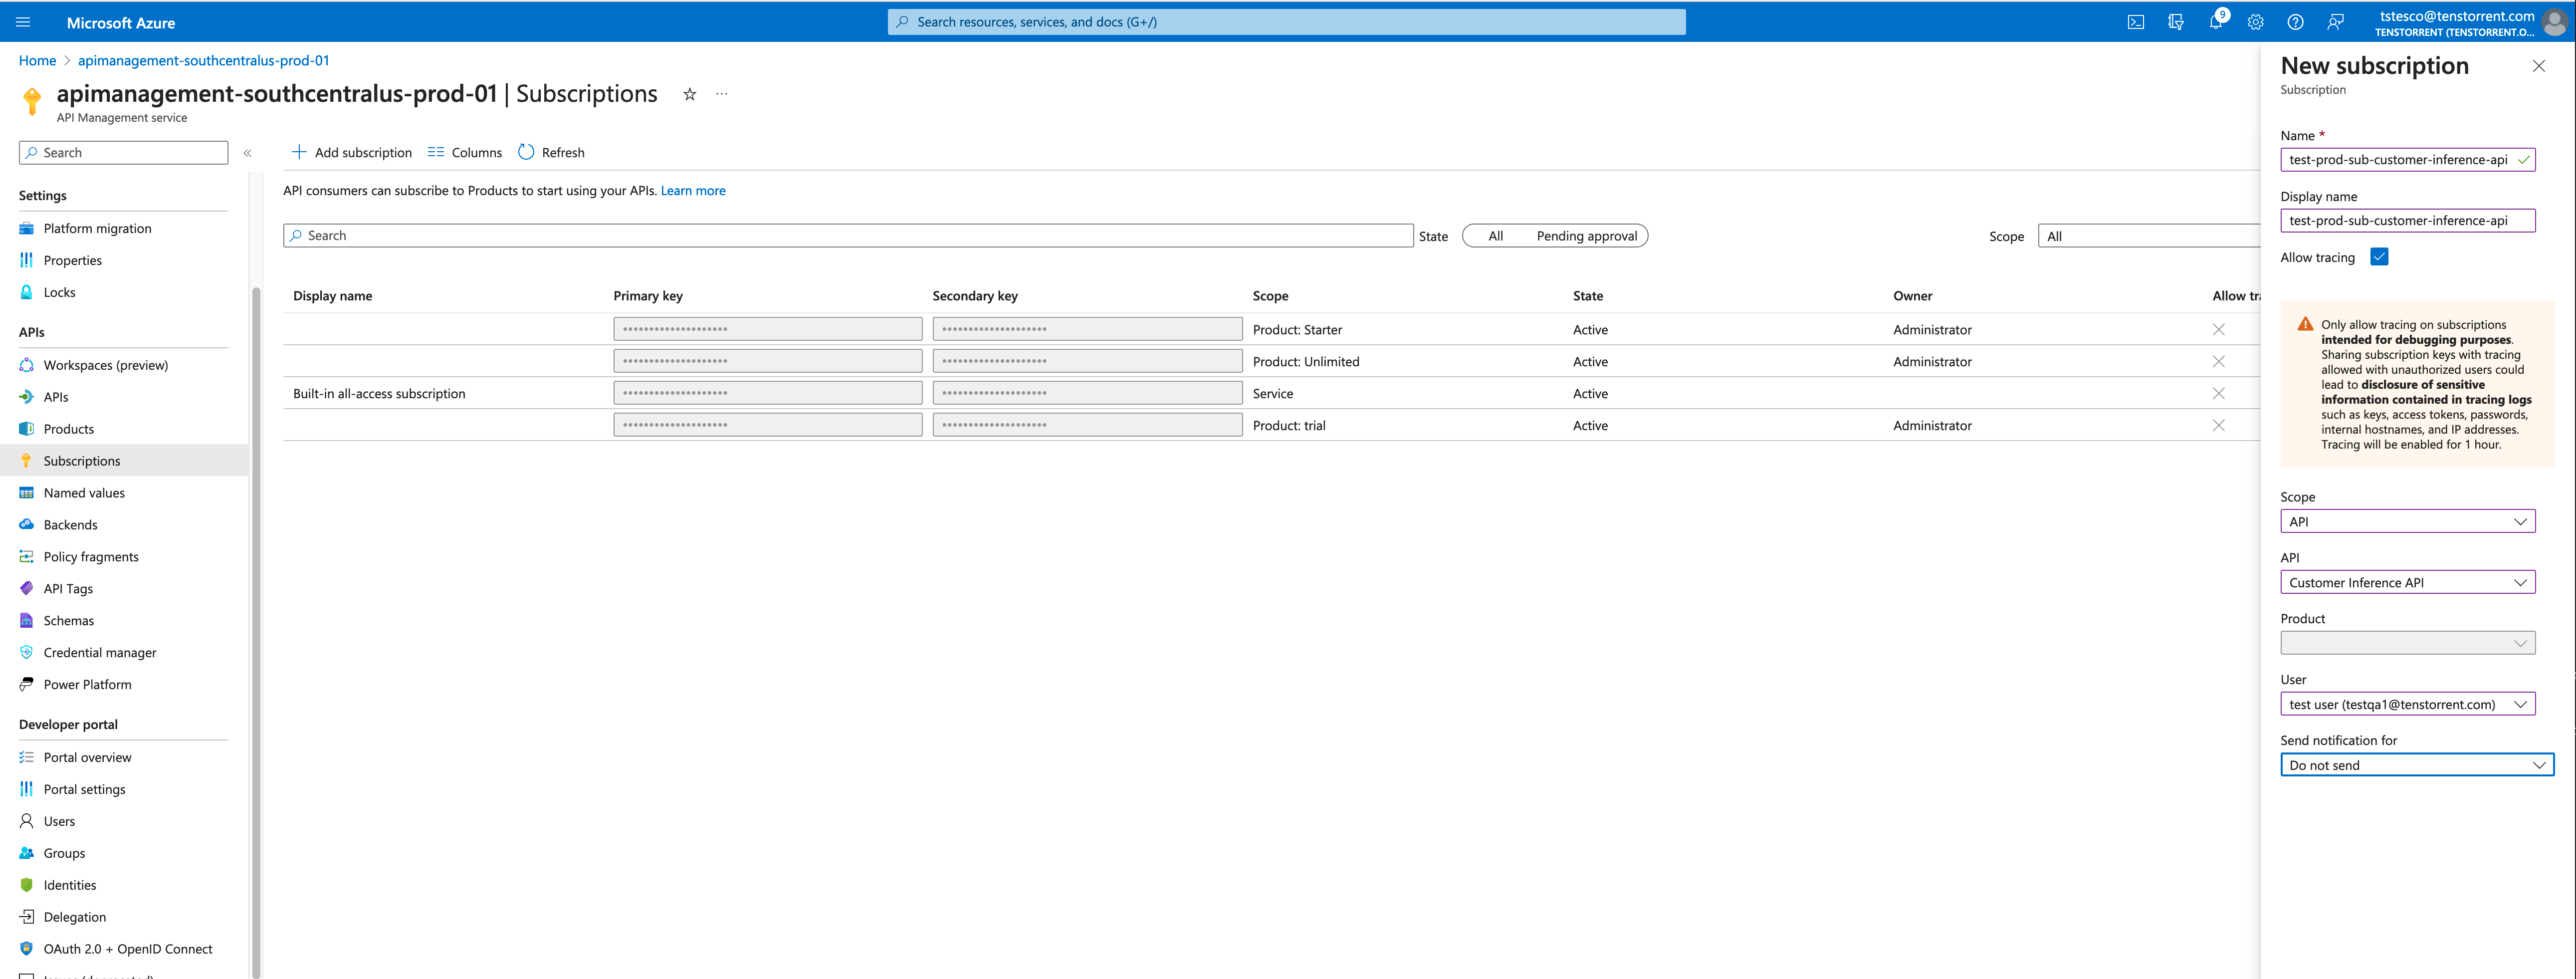 Microsoft Azure
Search resources, services, and docs (G+/)
9
tstesco@tenstorrent.com
TENSTORRENT (TENSTORRENT.O...
Home > apimanagement-southcentralus-prod-01
apimanagement-southcentralus-prod-01 | Subscriptions
...
API Management service
Search
«
Settings
Platform migration
Properties
Locks
APIs
Workspaces (preview)
APIs
Products
Subscriptions
Named values
Backends
Policy fragments
API Tags
Schemas
Credential manager
Power Platform
Developer portal
Portal overview
Portal settings
Users
Groups
Identities
Delegation
OAuth 2.0 + OpenID Connect
Add subscription Columns Refresh
API consumers can subscribe to Products to start using your APIs. Learn more
Search State All Pending approval Scope All
Display name Primary key Secondary key Scope State Owner Allow tra
•••••••••••••••••••• •••••••••••••••••••• Product: Starter Active Administrator
•••••••••••••••••••• •••••••••••••••••••• Product: Unlimited Active Administrator
Built-in all-access subscription •••••••••••••••••••• •••••••••••••••••••• Service Active
•••••••••••••••••••• •••••••••••••••••••• Product: trial Active Administrator
New subscription
Subscription
Name *
test-prod-sub-customer-inference-api
Display name
test-prod-sub-customer-inference-api
Allow tracing
Only allow tracing on subscriptions
intended for debugging purposes.
Sharing subscription keys with tracing
allowed with unauthorized users could
lead to disclosure of sensitive
information contained in tracing logs
such as keys, access tokens, passwords,
internal hostnames, and IP addresses.
Tracing will be enabled for 1 hour.
Scope
API
API
Customer Inference API
Product
User
test user (testqa1@tenstorrent.com)
Send notification for
Do not send